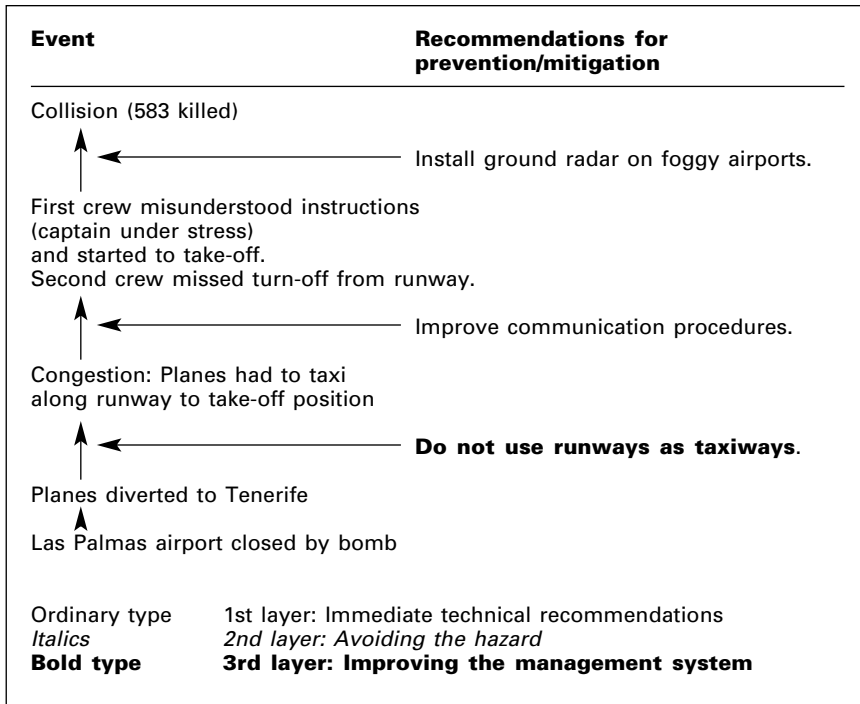 Event Recommendations for
prevention/mitigation
Collision (583 killed)
Install ground radar on foggy airports.
First crew misunderstood instructions
(captain under stress)
and started to take-off.
Second crew missed turn-off from runway.
Improve communication procedures.
Congestion: Planes had to taxi
along runway to take-off position
Do not use runways as taxiways.
Planes diverted to Tenerife
Las Palmas airport closed by bomb
Ordinary type 1st layer: Immediate technical recommendations
Italics 2nd layer: Avoiding the hazard
Bold type 3rd layer: Improving the management system